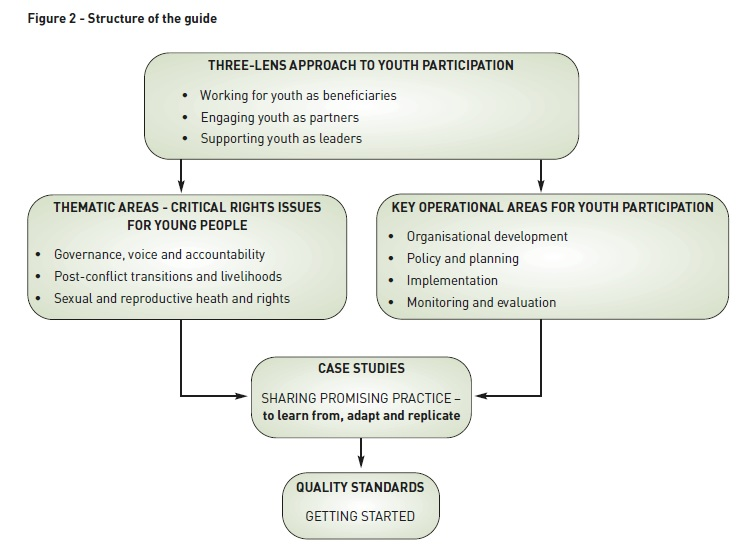 Figure 2 - Structure of the guide
THREE-LENS APPROACH TO YOUTH PARTICIPATION
• Working for youth as beneficiaries
• Engaging youth as partners
• Supporting youth as leaders
THEMATIC AREAS - CRITICAL RIGHTS ISSUES
FOR YOUNG PEOPLE
• Governance, voice and accountability
• Post-conflict transitions and livelihoods
• Sexual and reproductive heath and rights
KEY OPERATIONAL AREAS FOR YOUTH PARTICIPATION
• Organisational development
• Policy and planning
• Implementation
• Monitoring and evaluation
CASE STUDIES
SHARING PROMISING PRACTICE –
to learn from, adapt and replicate
QUALITY STANDARDS
GETTING STARTED